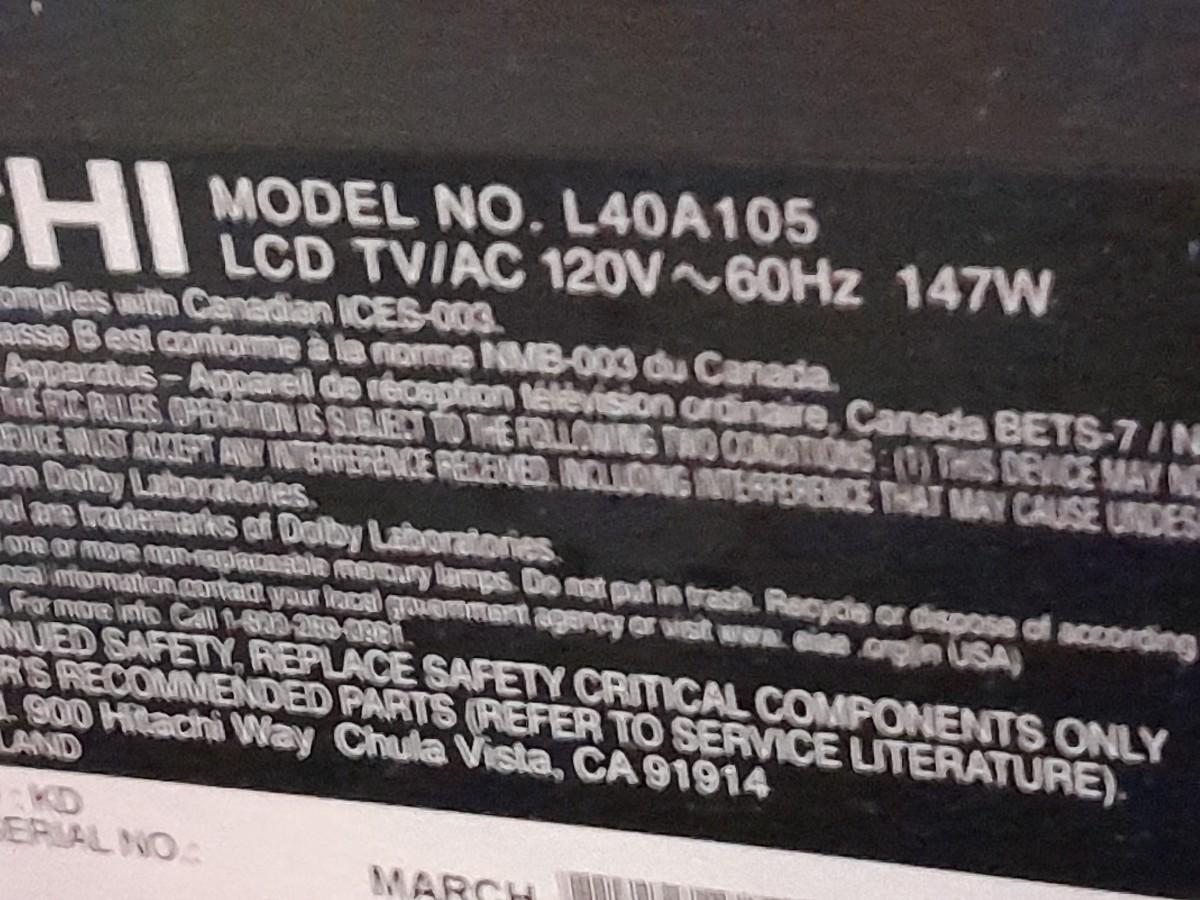 CHI MODEL NO. L40A105
LCD TV/AC 120V ~ 60Hz 147W
omplies with Canadian ICES-003.
asse B est conforme à la norme NMB-003 du Canada.
Apparatus – Appareil de réception télévision ordinaire, Canada BETS-7 / N
THE FCC RULES. OPERATION IS SUBJECT TO THE FOLLOWING TWO CONDITIONS : (1) THIS DEVICE MAY NO
DEVICE MUST ACCEPT ANY INTERFERENCE RECEIVED, INCLUDING INTERFERENCE THAT MAY CAUSE UNDES
om Dolby Laboratories.
ol are trademarks of Dolby Laboratories.
one or more non-replaceable mercury lamps. Do not put in trash. Recycle or dispose of according
osal information contact your local government agency or visit www. eiae .org(in USA)
For more info Call 1-800-
NUED SAFETY, REPLACE SAFETY CRITICAL COMPONENTS ONLY
R'S RECOMMENDED PARTS (REFER TO SERVICE LITERATURE).
900 Hitachi Way Chula Vista, CA 91914
LAND
: KD
SERIAL NO.:
MARCH